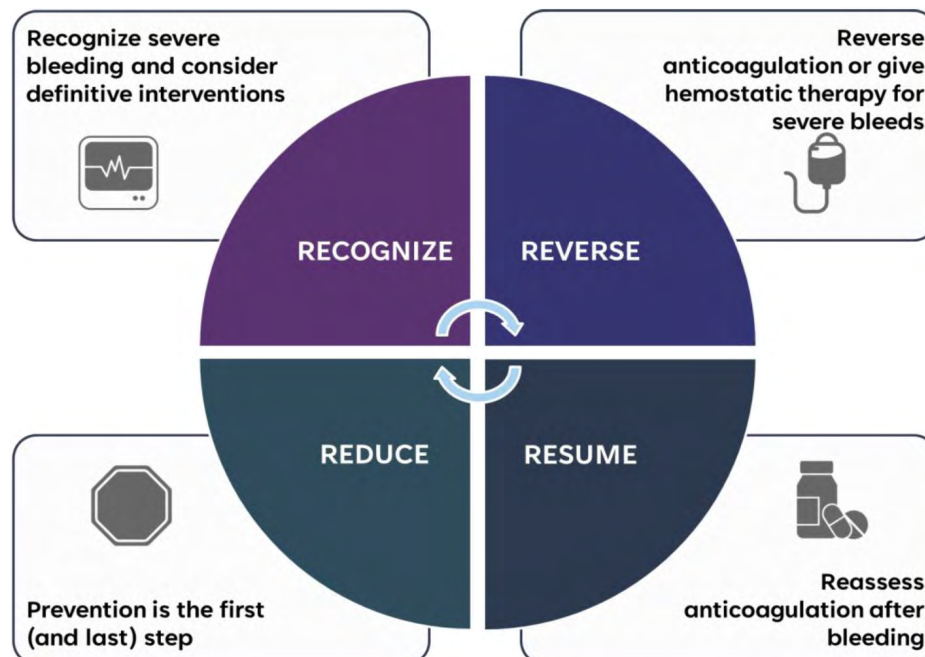 Recognize severe
bleeding and consider
definitive interventions
Reverse
anticoagulation or give
hemostatic therapy for
severe bleeds
RECOGNIZE
REVERSE
REDUCE
RESUME
Prevention is the first
(and last) step
Reassess
anticoagulation after
bleeding